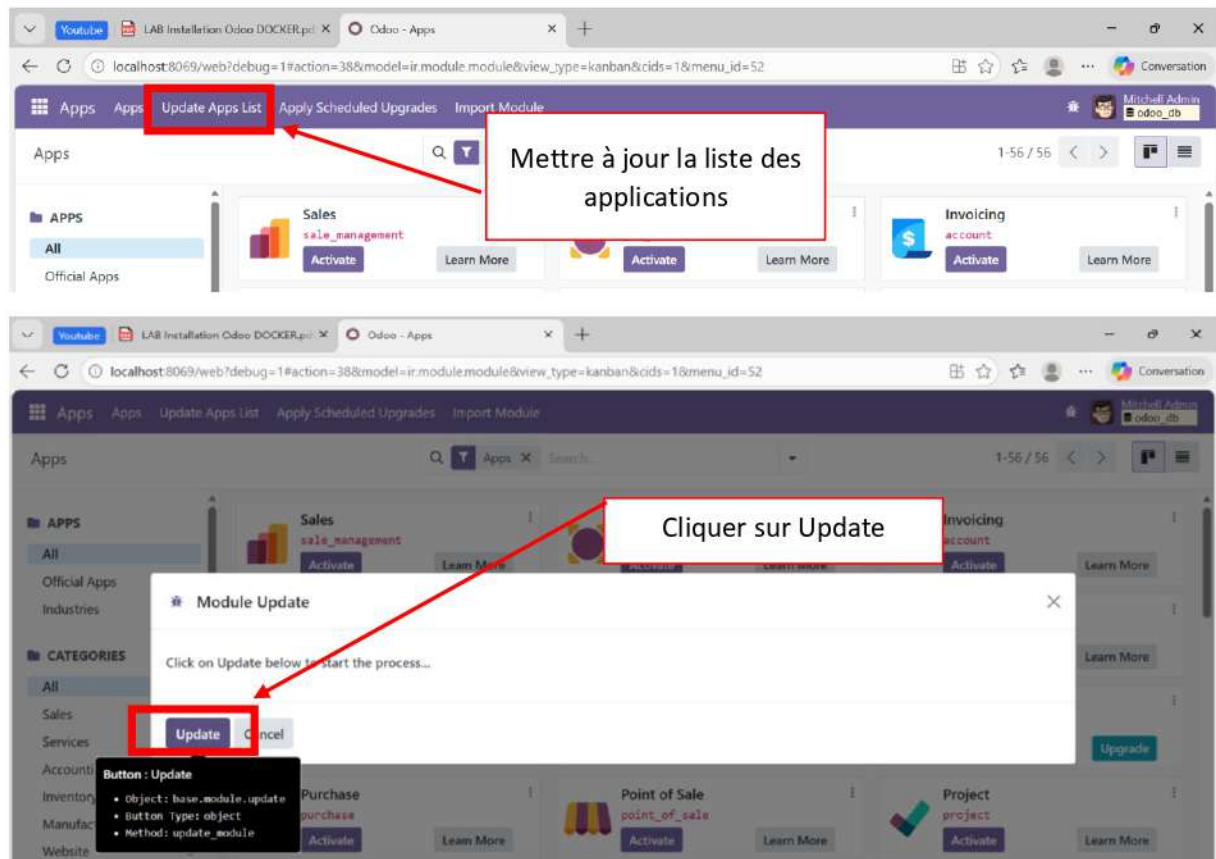 Youtube LAB Installation Odoo DOCKER.pd Odoo - Apps
localhost:8069/web?debug=1#action=38&model=ir.module.module&view_type=kanban&cids=1&menu_id=52 Conversation
Apps Apps Update Apps List Apply Scheduled Upgrades Import Module Mitchell Admin
odoo_db
Mettre à jour la liste des
applications
Apps 1-56 / 56
APPS
All
Official Apps
Sales
sale_management
Activate Learn More
Activate Learn More
Invoicing
account
Activate Learn More
Youtube LAB Installation Odoo DOCKER.pd Odoo - Apps
localhost:8069/web?debug=1#action=38&model=ir.module.module&view_type=kanban&cids=1&menu_id=52 Conversation
Apps Apps Update Apps List Apply Scheduled Upgrades Import Module Mitchell Admin
odoo_db
Apps Apps Search... 1-56 / 56
Cliquer sur Update
APPS
All
Official Apps
Industries
CATEGORIES
All
Sales
Services
Accounti
Inventory
Manufac
Website
Sales
sale_management
Activate Learn More
Activate Learn More
Invoicing
account
Activate Learn More
Learn More
Upgrade
Module Update
Click on Update below to start the process...
Update Cancel
Button : Update
• Object: base.module.update
• Button Type: object
• Method: update_module
Purchase
purchase
Activate Learn More
Point of Sale
point_of_sale
Activate Learn More
Project
project
Activate Learn More